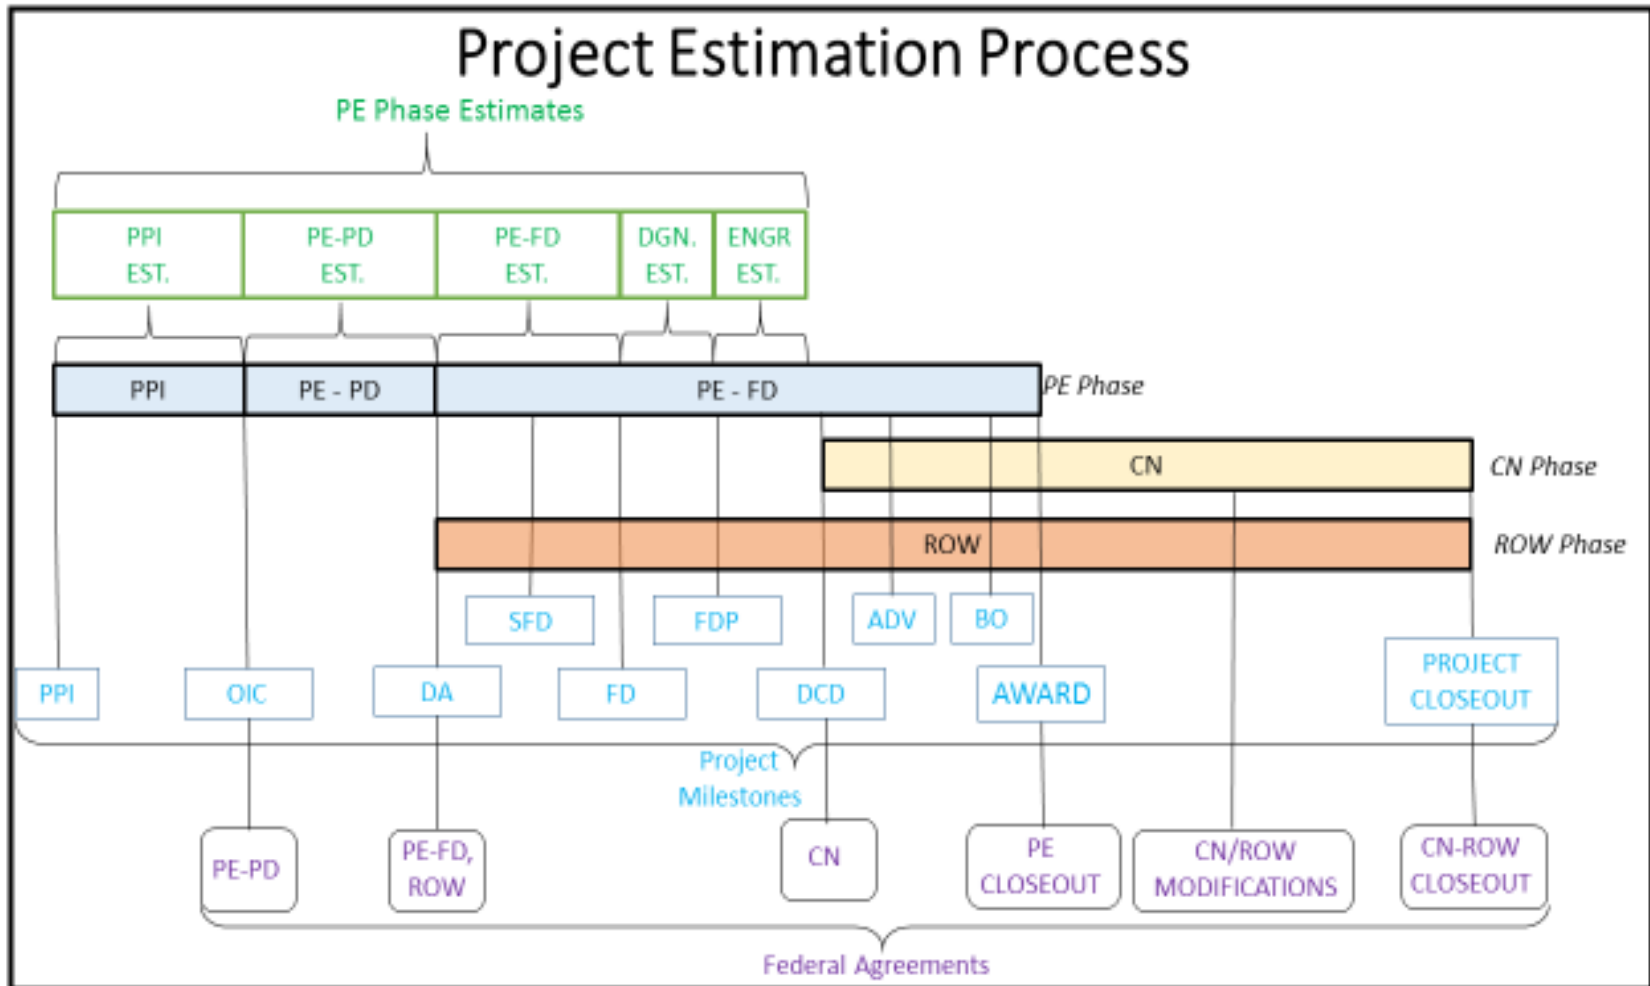 Project Estimation Process
PE Phase Estimates
PPI
EST.
PE-PD
EST.
PE-FD
EST.
DGN.
EST.
ENGR
EST.
PPI
PE - PD
PE - FD
PE Phase
CN
CN Phase
ROW
ROW Phase
SFD
FDP
ADV
BO
PPI
OIC
DA
FD
DCD
AWARD
PROJECT
CLOSEOUT
Project
Milestones
PE-PD
PE-FD,
ROW
CN
PE
CLOSEOUT
CN/ROW
MODIFICATIONS
CN-ROW
CLOSEOUT
Federal Agreements